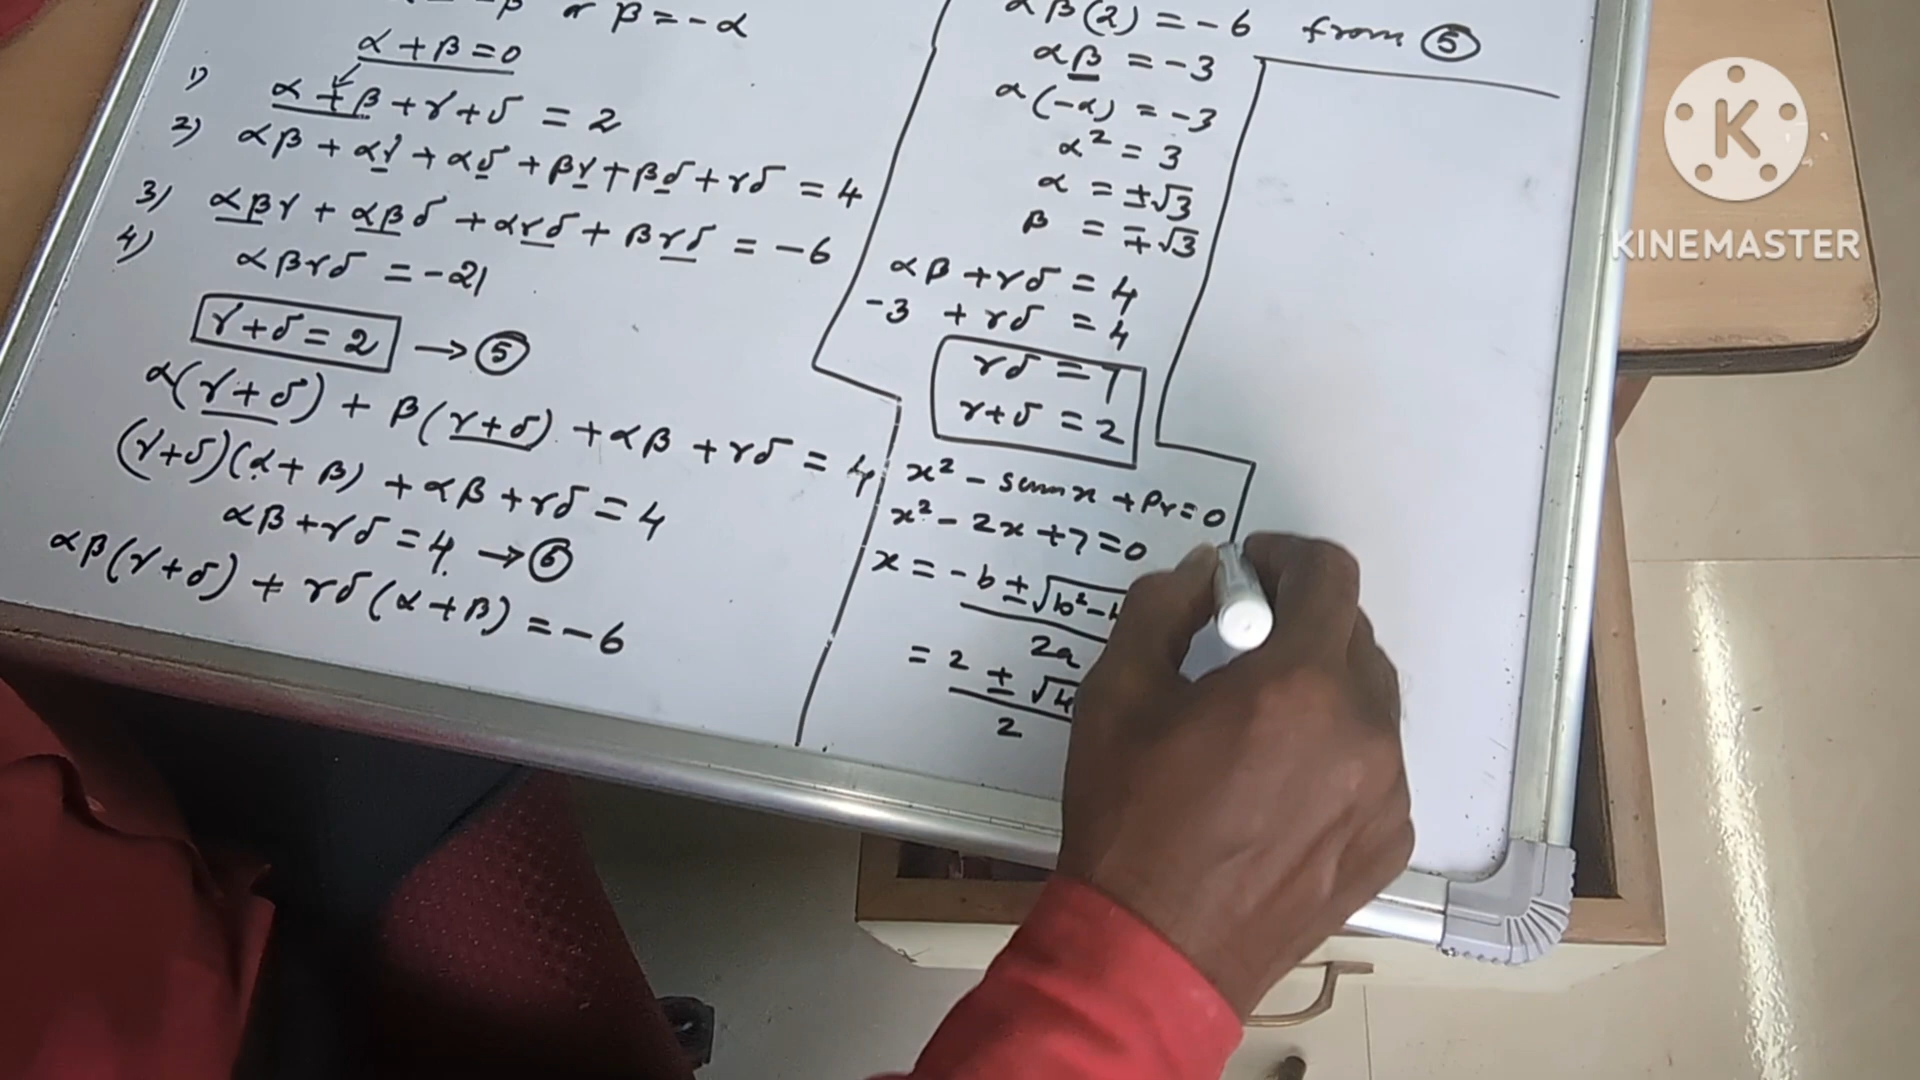 or β = -α
α + β = 0
1) α + β + γ + δ = 2
2) αβ + αγ + αδ + βγ + βδ + γδ = 4
3) αβγ + αβδ + αγδ + βγδ = -6
4) αβγδ = -21
γ + δ = 2 → ⑤
α(γ + δ) + β(γ + δ) + αβ + γδ = 4
(γ + δ)(α + β) + αβ + γδ = 4
αβ + γδ = 4 → ⑥
αβ(γ + δ) + γδ(α + β) = -6
αβ(2) = -6 from ⑤
αβ = -3
α(-α) = -3
α² = 3
α = ±√3
β = ∓√3
αβ + γδ = 4
-3 + γδ = 4
γδ = 7
γ + δ = 2
x² - sum x + Pr = 0
x² - 2x + 7 = 0
x = -b ± √b² -
2a
= 2 ± √4
2
K
KINEMASTER